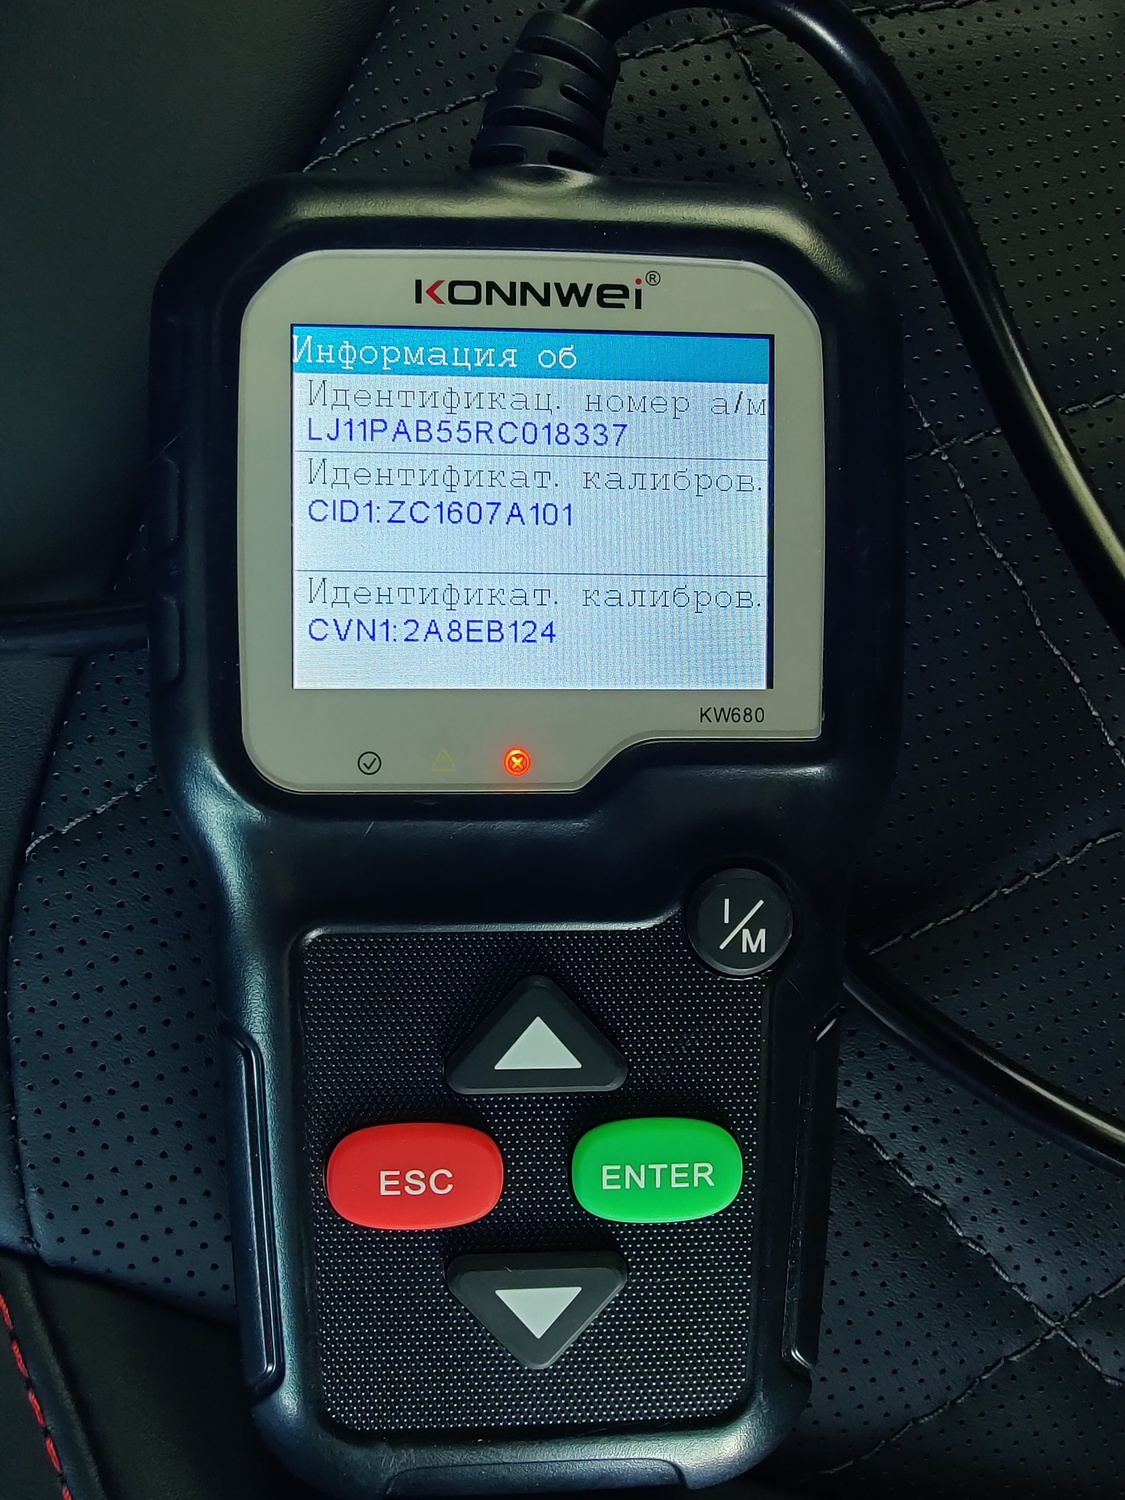 KONNWEI®
Информация об
Идентификац. номер а/м
LJ11PAB55RC018337
Идентификат. калибров.
CID1:ZC1607A101
Идентификат. калибров.
CVN1:2A8EB124
KW680
I/M
ESC
ENTER